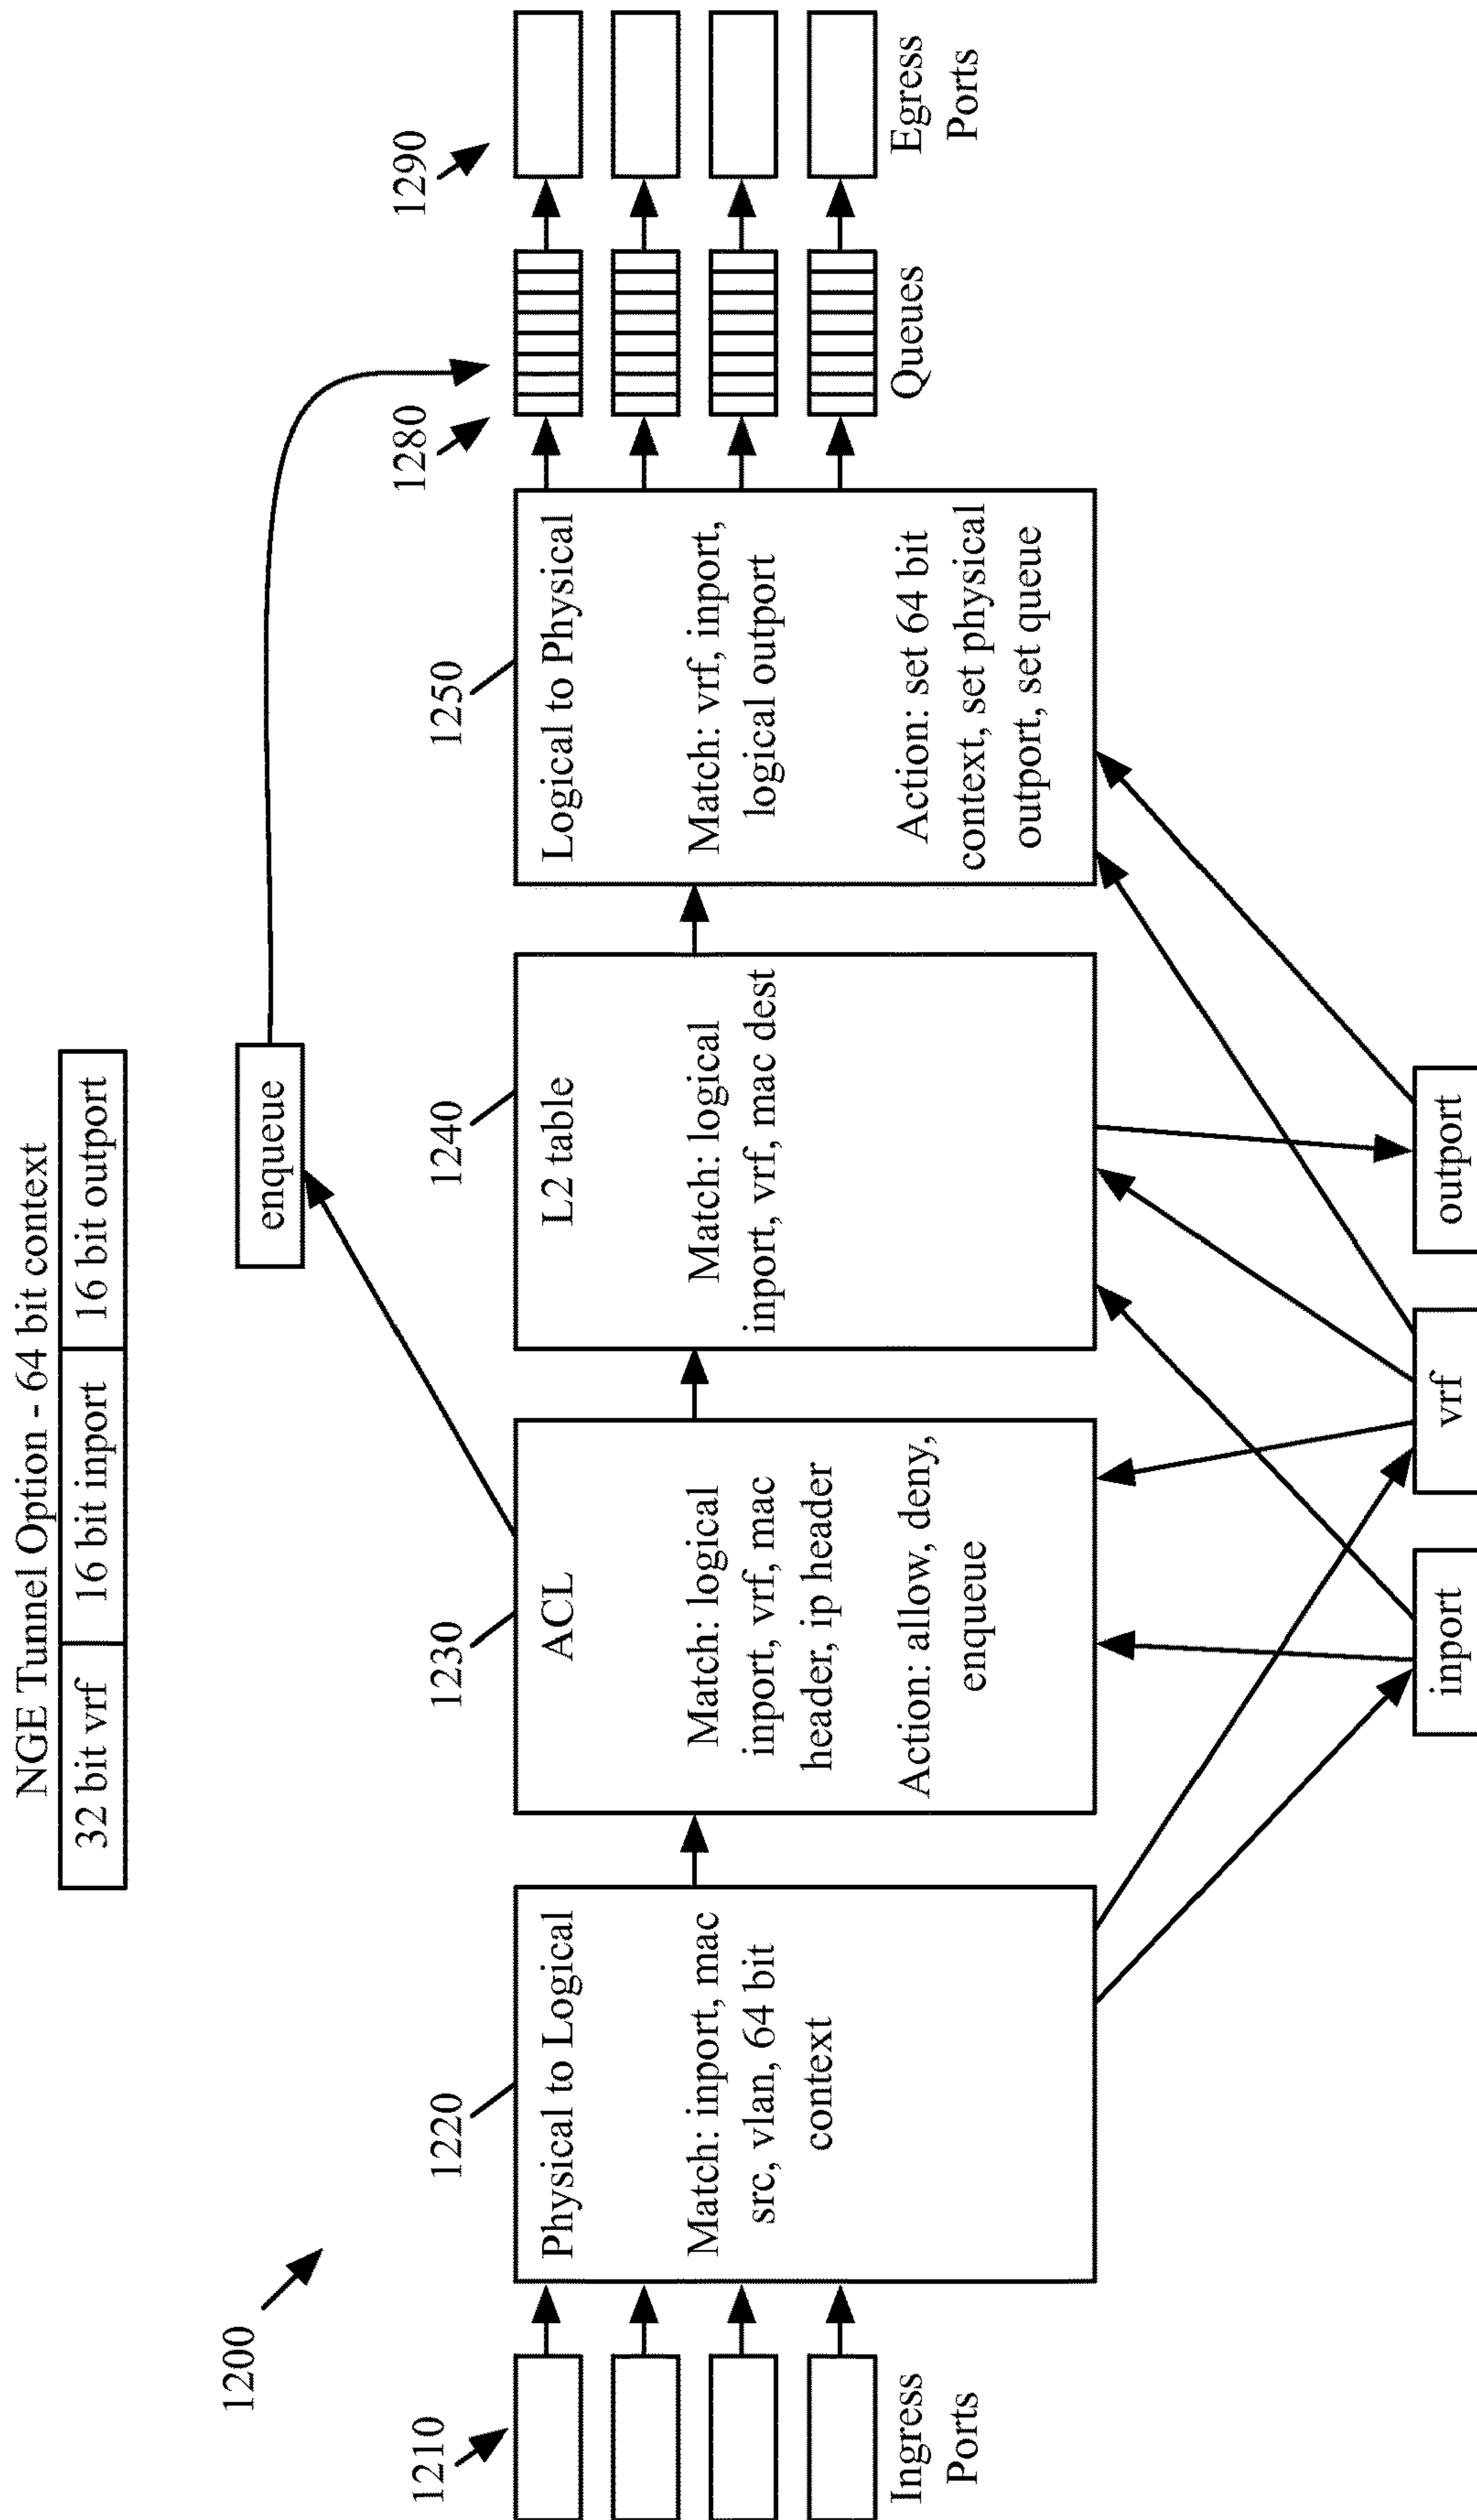 NGE Tunnel Option - 64 bit context
32 bit vrf
16 bit inport
16 bit outport
1200
enqueue
1210
1220
1230
1240
1250
1280
1290
Ingress
Ports
Physical to Logical
Match: inport, mac
src, vlan, 64 bit
context
ACL
Match: logical
inport, vrf, mac
header, ip header
Action: allow, deny,
enqueue
L2 table
Match: logical
inport, vrf, mac dest
Logical to Physical
Match: vrf, inport,
logical outport
Action: set 64 bit
context, set physical
outport, set queue
Queues
Egress
Ports
inport
vrf
outport